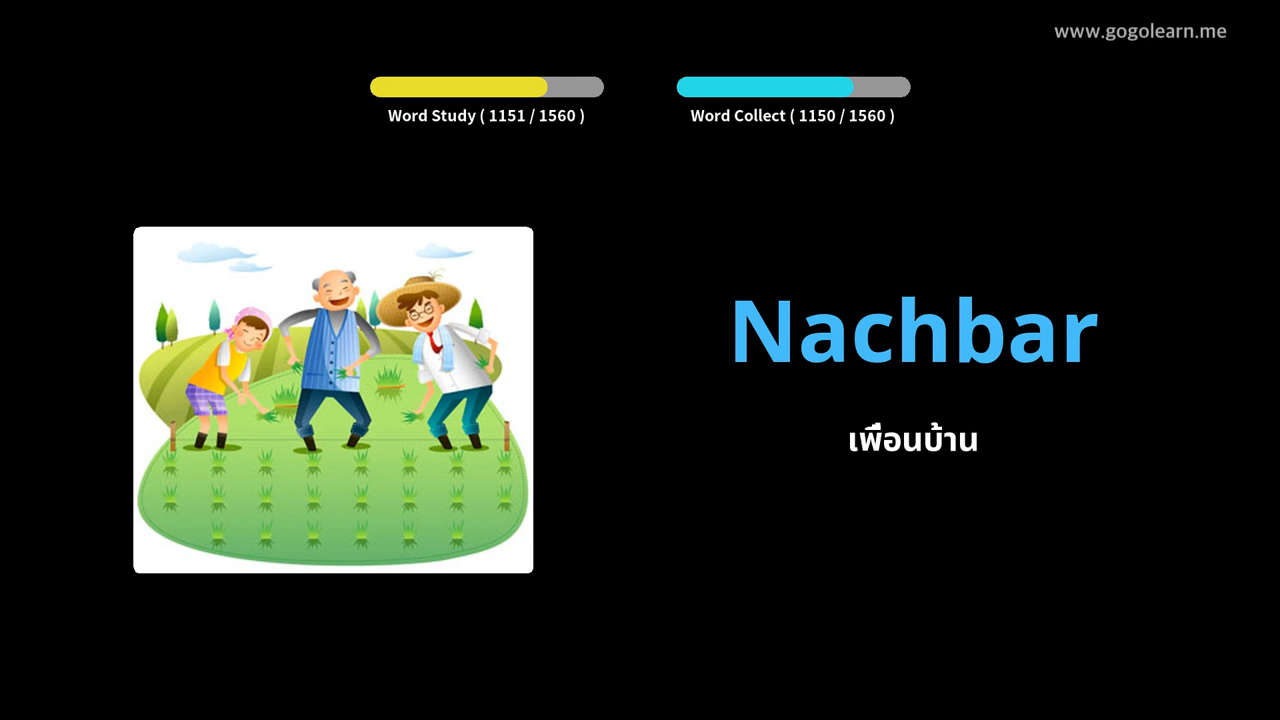 www.gogolearn.me
Word Study ( 1151 / 1560 )
Word Collect ( 1150 / 1560 )
Nachbar
เพื่อนบ้าน